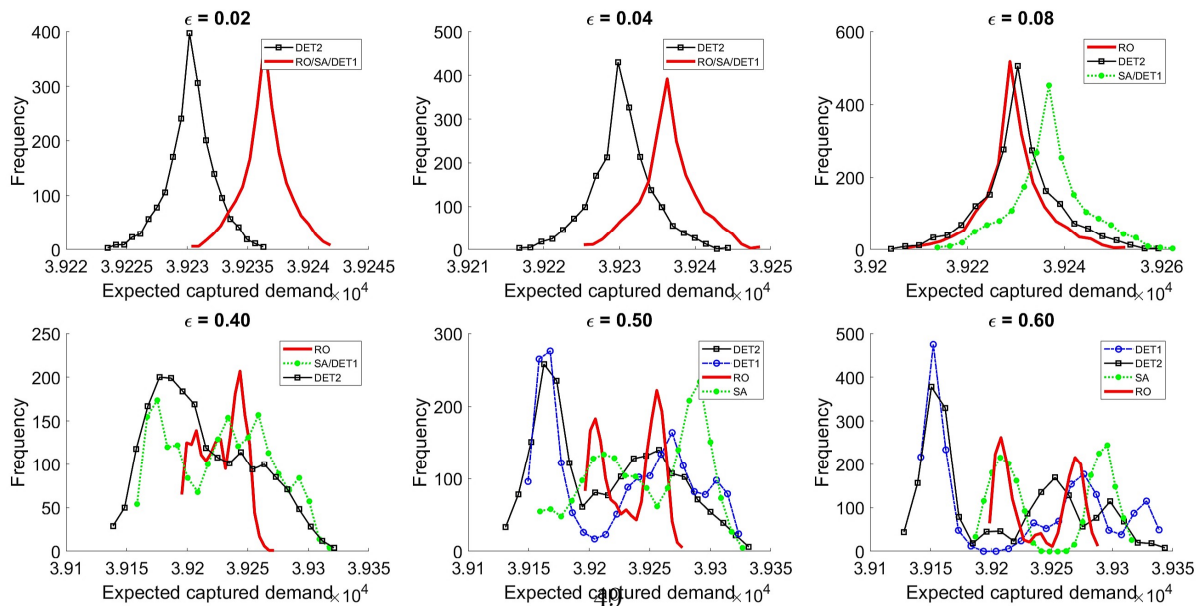 ϵ = 0.02
400
300
200
100
0
Frequency
DET2
RO/SA/DET1
3.922 3.9225 3.923 3.9235 3.924 3.9245
Expected captured demand ×10⁴
ϵ = 0.04
500
400
300
200
100
0
Frequency
DET2
RO/SA/DET1
3.921 3.922 3.923 3.924 3.925
Expected captured demand ×10⁴
ϵ = 0.08
600
400
200
0
Frequency
RO
DET2
SA/DET1
3.92 3.922 3.924 3.926
Expected captured demand ×10⁴
ϵ = 0.40
250
200
150
100
50
0
Frequency
RO
SA/DET1
DET2
3.91 3.915 3.92 3.925 3.93 3.935
Expected captured demand ×10⁴
ϵ = 0.50
300
200
100
0
Frequency
DET2
DET1
RO
SA
3.91 3.915 3.92 3.925 3.93 3.935
Expected captured demand ×10⁴
ϵ = 0.60
500
400
300
200
100
0
Frequency
DET1
DET2
SA
RO
3.91 3.915 3.92 3.925 3.93 3.935
Expected captured demand ×10⁴